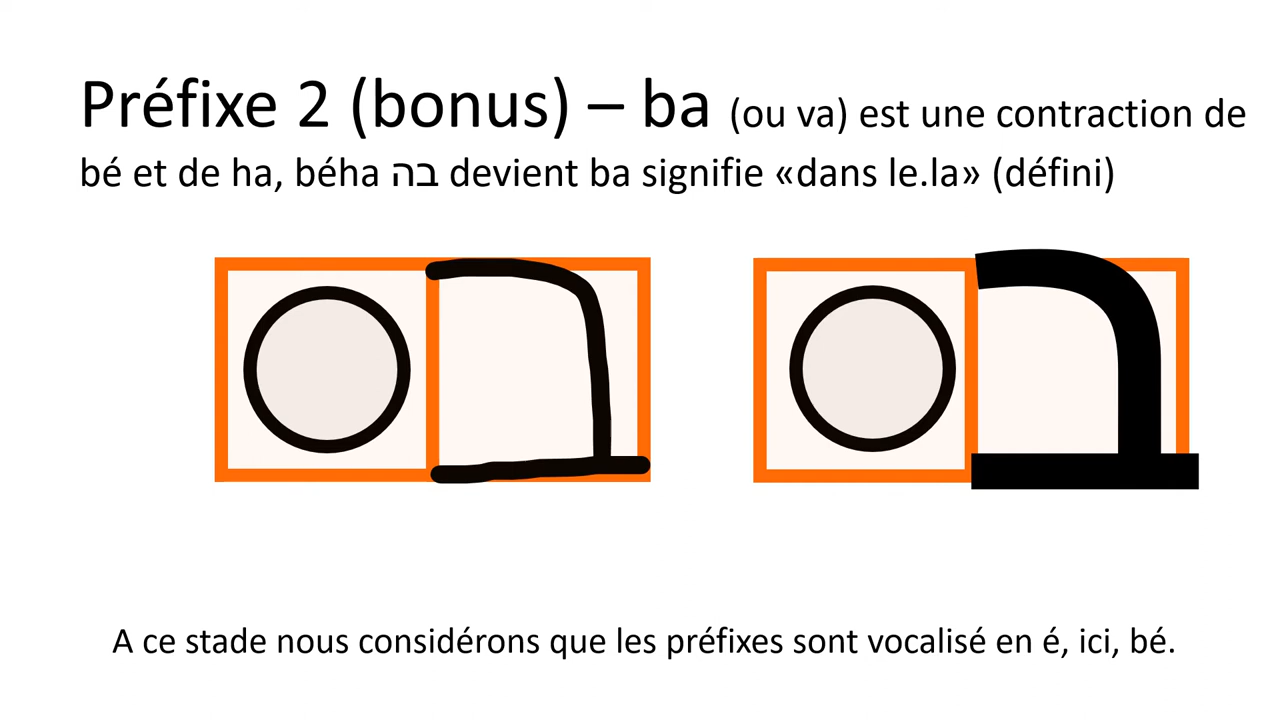 Préfixe 2 (bonus) – ba (ou va) est une contraction de
bé et de ha, béha בה devient ba signifie «dans le.la» (défini)
ב ב
A ce stade nous considérons que les préfixes sont vocalisé en é, ici, bé.